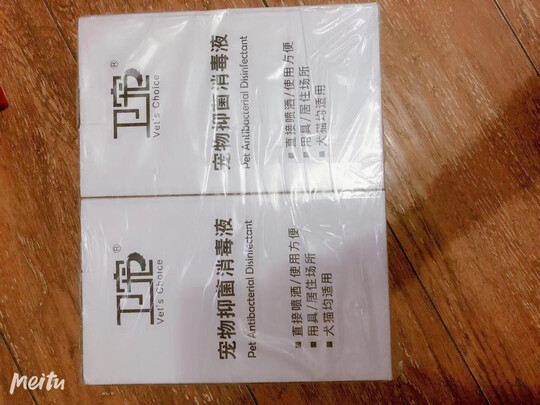 卫宠®
Vet's Choice
宠物抑菌消毒液
Pet Antibacterial Disinfectant
直接喷洒/使用方便
用具/居住场所
犬猫均适用
卫宠®
Vet's Choice
宠物抑菌消毒液
Pet Antibacterial Disinfectant
直接喷洒/使用方便
用具/居住场所
犬猫均适用
Meitu